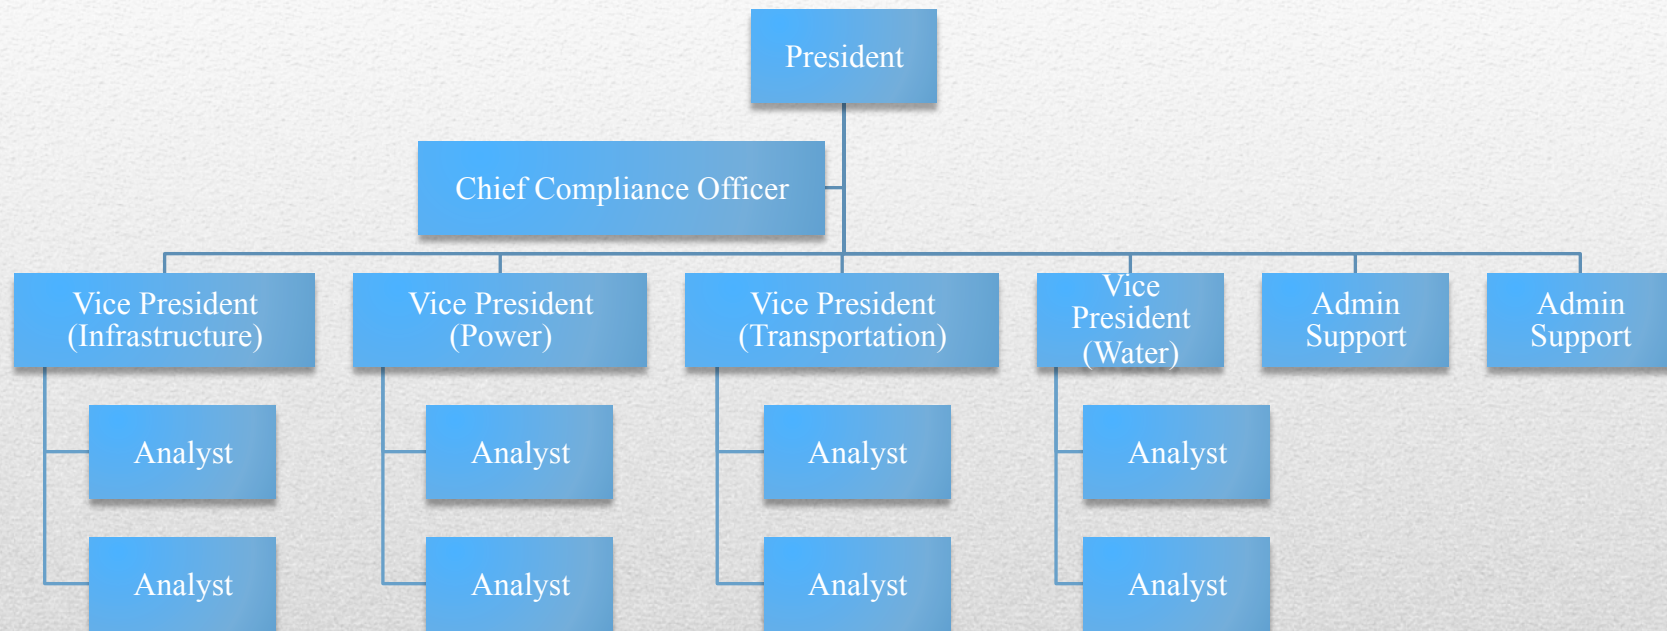 President
Chief Compliance Officer
Vice President
(Infrastructure)
Vice President
(Power)
Vice President
(Transportation)
Vice
President
(Water)
Admin
Support
Admin
Support
Analyst
Analyst
Analyst
Analyst
Analyst
Analyst
Analyst
Analyst